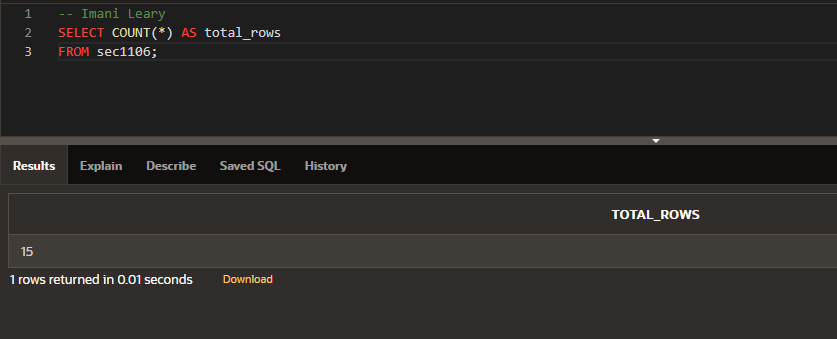 1 -- Imani Leary
2 SELECT COUNT(*) AS total_rows
3 FROM sec1106;
Results Explain Describe Saved SQL History
TOTAL_ROWS
15
1 rows returned in 0.01 seconds Download